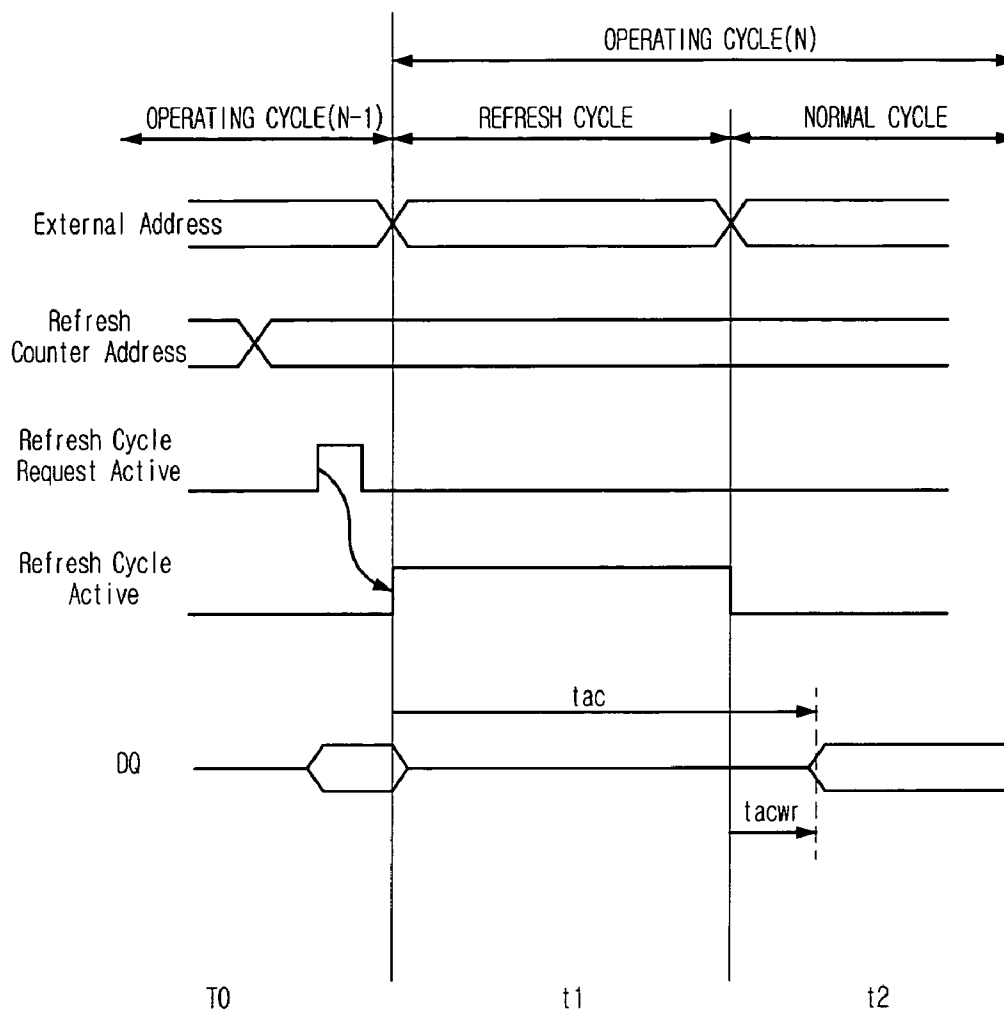 OPERATING CYCLE(N)
OPERATING CYCLE(N-1)
REFRESH CYCLE
NORMAL CYCLE
External Address
Refresh
Counter Address
Refresh Cycle
Request Active
Refresh Cycle
Active
tac
DQ
tacwr
T0
t1
t2